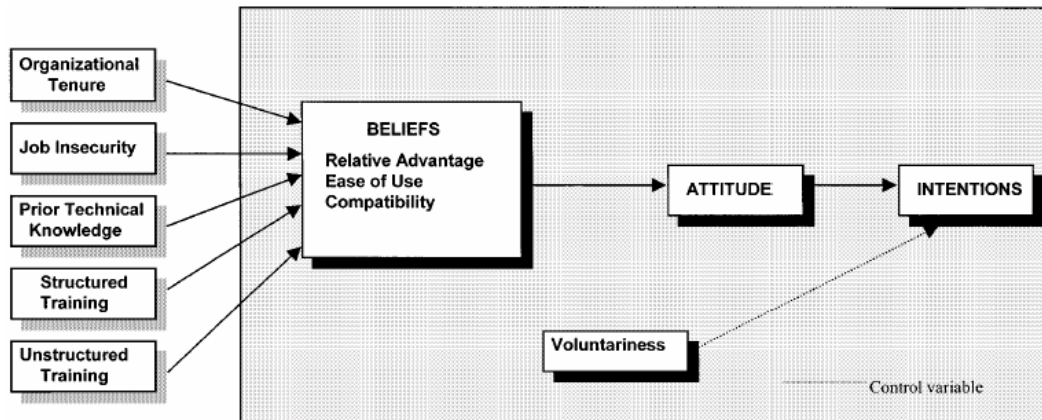 Organizational
Tenure
Job Insecurity
Prior Technical
Knowledge
Structured
Training
Unstructured
Training
BELIEFS
Relative Advantage
Ease of Use
Compatibility
ATTITUDE
INTENTIONS
Voluntariness
Control variable